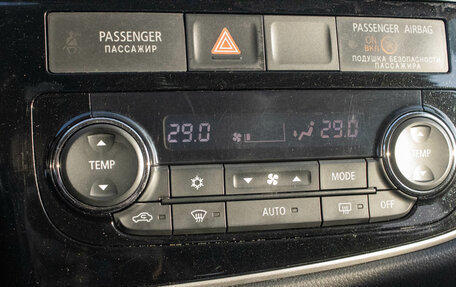 PASSENGER
ПАССАЖИР
PASSENGER AIRBAG
ON
ВКЛ
ПОДУШКА БЕЗОПАСНОСТИ
ПАССАЖИРА
29.0 29.0
TEMP
TEMP
MODE
AUTO
OFF